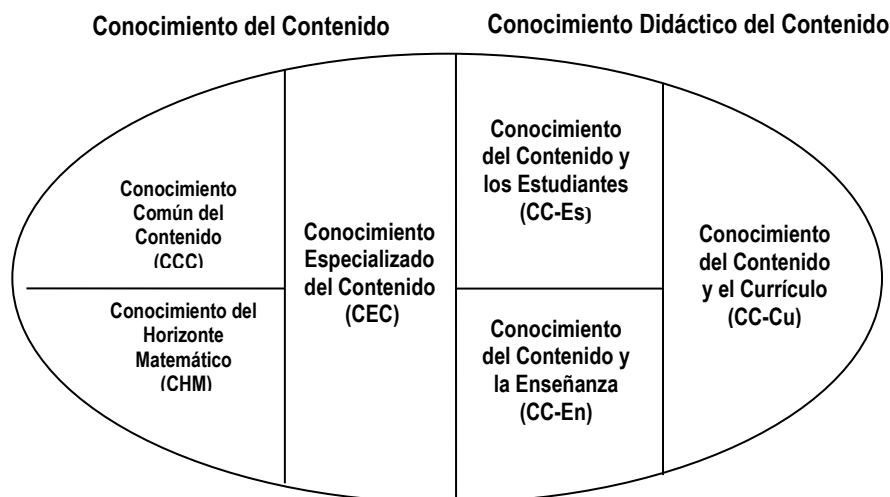 Conocimiento del Contenido
Conocimiento Didáctico del Contenido
Conocimiento
Común del
Contenido
(CCC)
Conocimiento del
Horizonte
Matemático
(CHM)
Conocimiento
Especializado
del Contenido
(CEC)
Conocimiento
del Contenido y
los Estudiantes
(CC-Es)
Conocimiento
del Contenido y
la Enseñanza
(CC-En)
Conocimiento
del Contenido
y el Currículo
(CC-Cu)